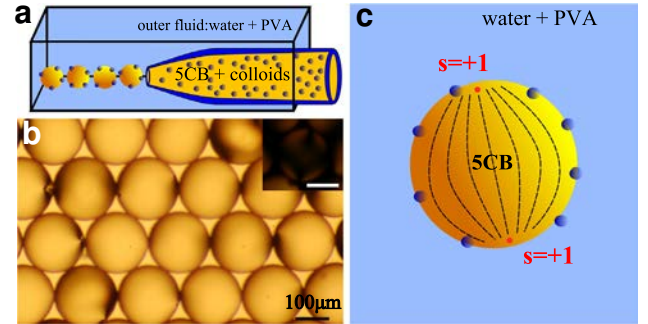 a
outer fluid:water + PVA
5CB + colloids
b
100µm
c
water + PVA
s=+1
5CB
s=+1